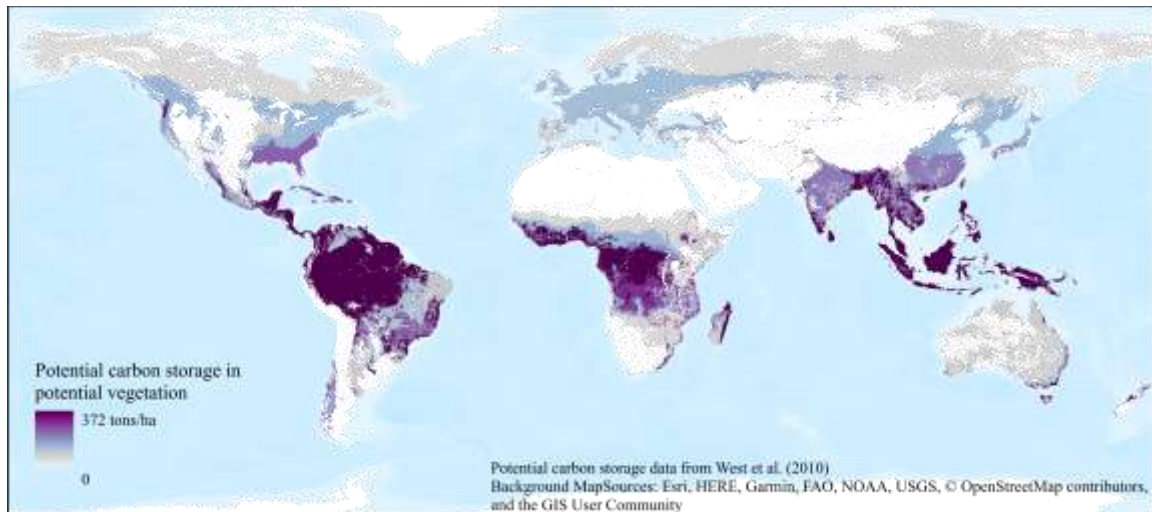 Potential carbon storage in
potential vegetation
372 tons/ha
0
Potential carbon storage data from West et al. (2010)
Background MapSources: Esri, HERE, Garmin, FAO, NOAA, USGS, © OpenStreetMap contributors,
and the GIS User Community